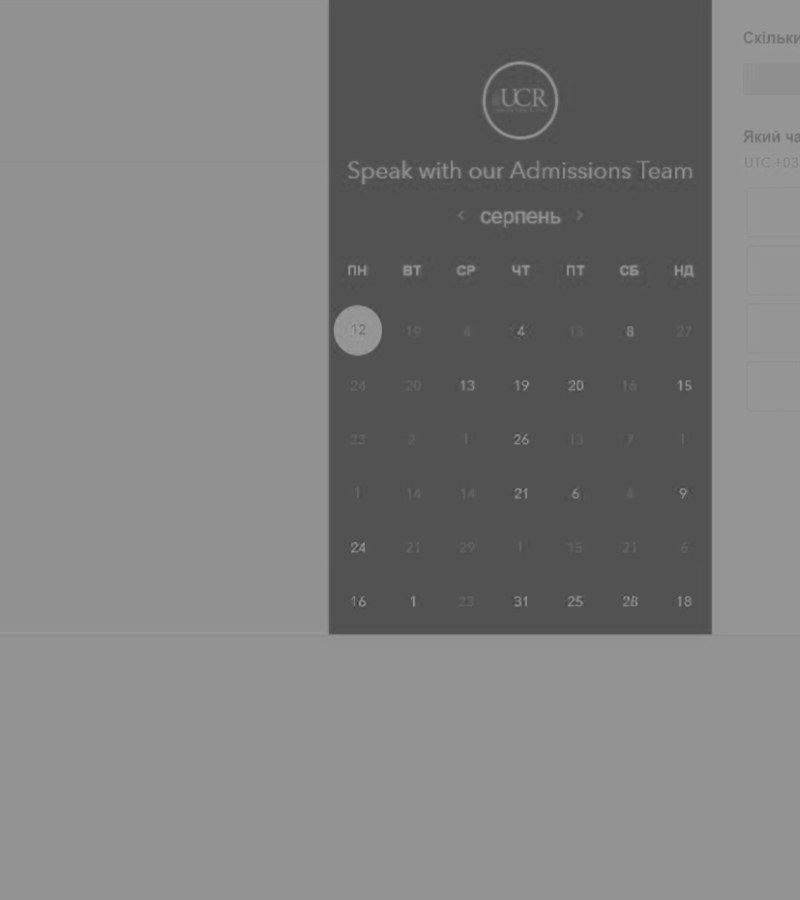 Скільки
UCR
Який ча
Speak with our Admissions Team
UTC +03
< серпень >
ПН ВТ СР ЧТ ПТ СБ НД
12 19 4 4 13 8 27
24 20 13 19 20 16 15
22 2 1 26 13 7 1
1 14 14 21 6 4 9
24 21 29 1 15 21 6
16 1 23 31 25 28 18